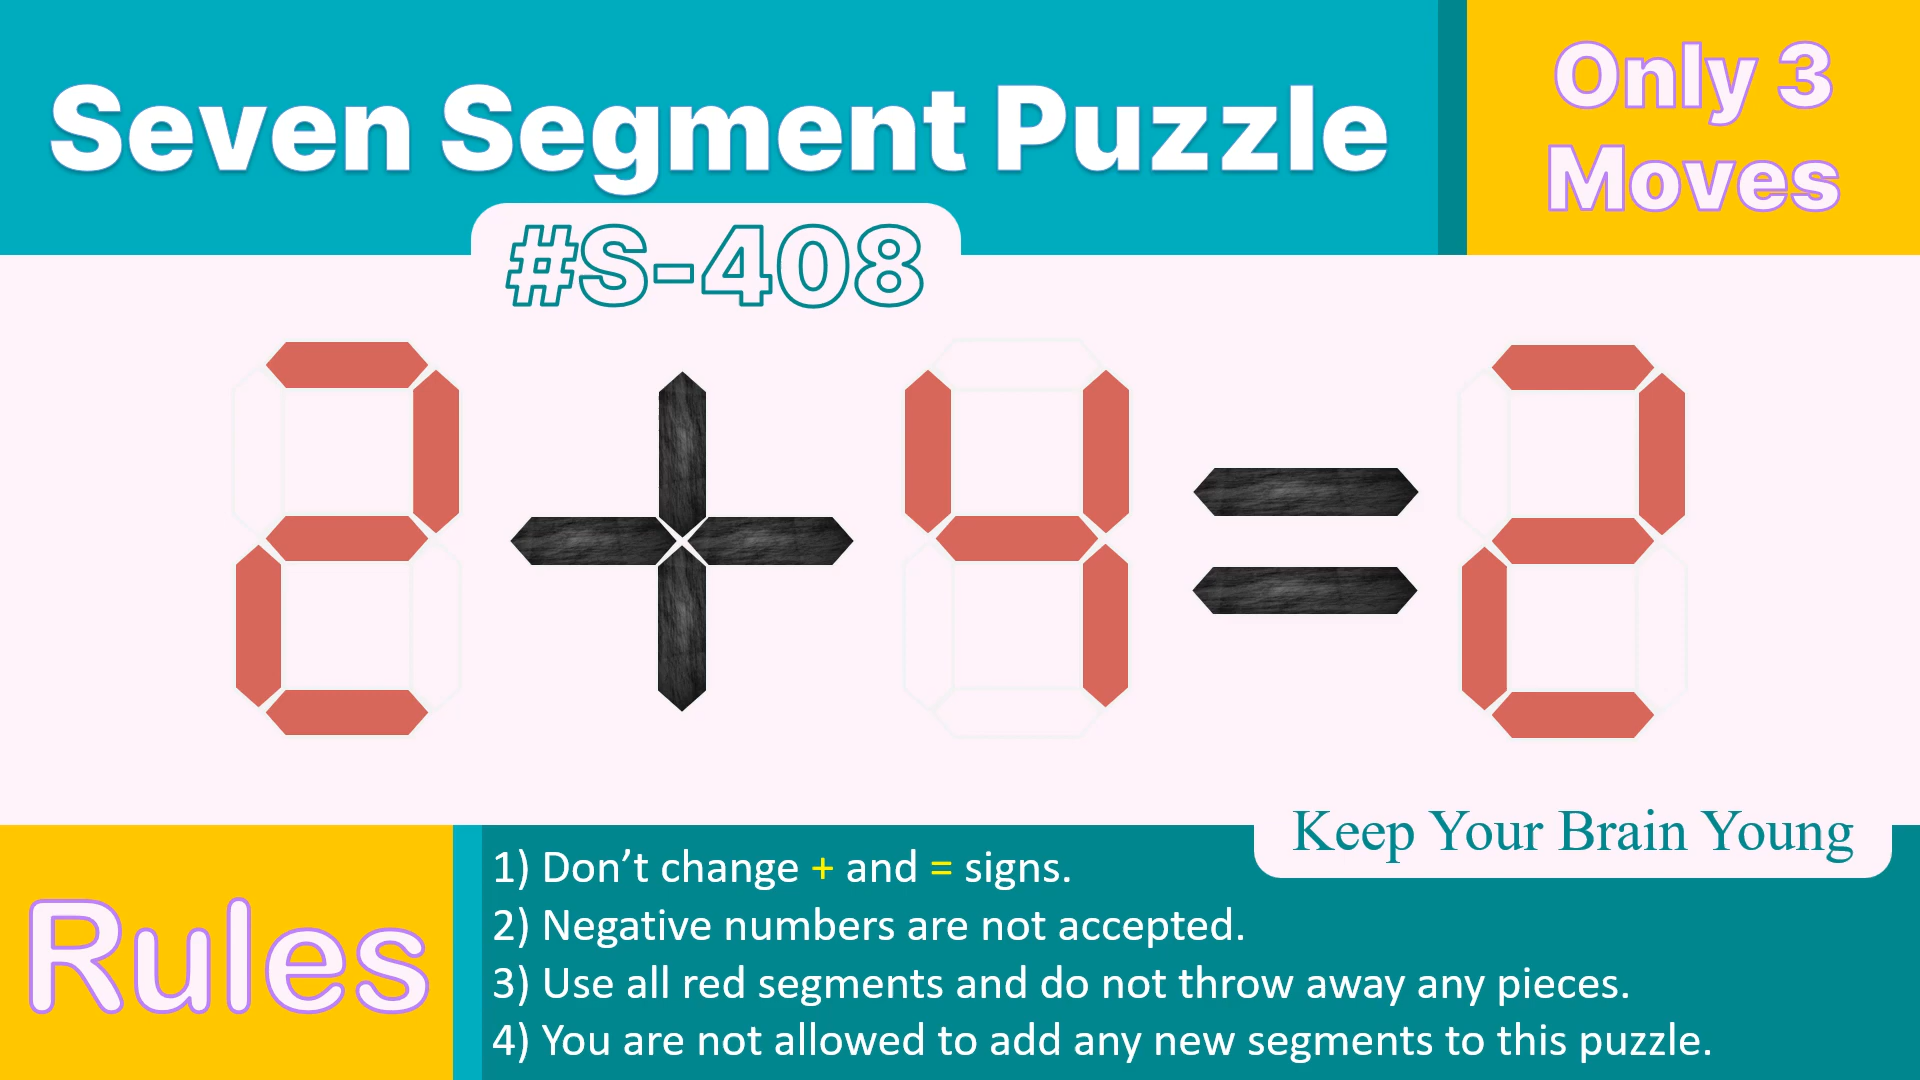 Seven Segment Puzzle
Only 3
Moves
#S-408
2 + 4 = 2
Keep Your Brain Young
Rules
1) Don’t change + and = signs.
2) Negative numbers are not accepted.
3) Use all red segments and do not throw away any pieces.
4) You are not allowed to add any new segments to this puzzle.